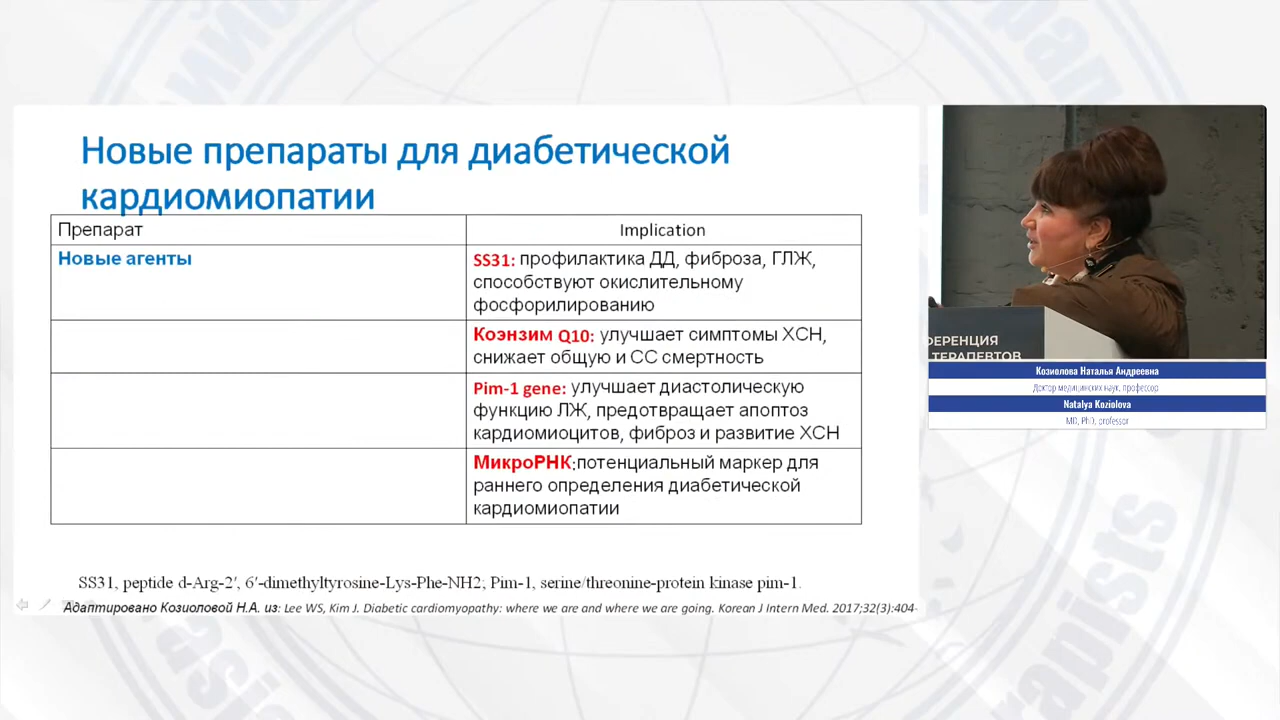 Новые препараты для диабетической
кардиомиопатии
Препарат
Implication
Новые агенты
SS31: профилактика ДД, фиброза, ГЛЖ,
способствуют окислительному
фосфорилированию
Коэнзим Q10: улучшает симптомы ХСН,
снижает общую и СС смертность
Pim-1 gene: улучшает диастолическую
функцию ЛЖ, предотвращает апоптоз
кардиомиоцитов, фиброз и развитие ХСН
МикроРНК:потенциальный маркер для
раннего определения диабетической
кардиомиопатии
SS31, peptide d-Arg-2′, 6′-dimethyltyrosine-Lys-Phe-NH2; Pim-1, serine/threonine-protein kinase pim-1.
Адаптировано Козиоловой Н.А. из: Lee WS, Kim J. Diabetic cardiomyopathy: where we are and where we are going. Korean J Intern Med. 2017;32(3):404-
ФЕРЕНЦИЯ
ТЕРАПЕВТОВ
Козиолова Наталья Андреевна
Доктор медицинских наук, профессор
Natalya Koziolova
MD, PhD, professor